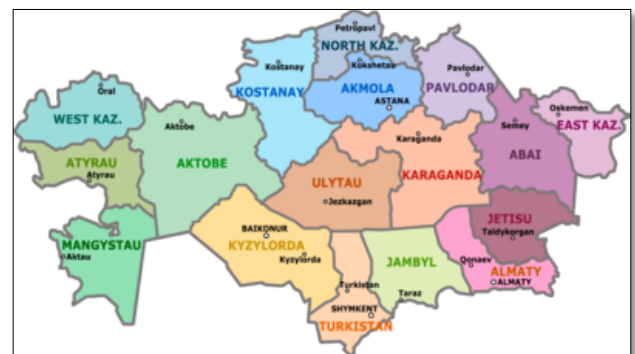 Petropavl
NORTH KAZ.
Kostanay
Kokshetau
Pavlodar
KOSTANAY
AKMOLA
PAVLODAR
Oral
ASTANA
Oskemen
WEST KAZ.
Aktobe
Semey
EAST KAZ.
Karaganda
ABAI
ATYRAU
AKTOBE
Atyrau
ULYTAU
KARAGANDA
Jezkazgan
JETISU
BAIKONUR
Taldykorgan
MANGYSTAU
KYZYLORDA
Aktau
Kyzylorda
JAMBYL
Qonaev
ALMATY
Turkistan
ALMATY
Taraz
SHYMKENT
TURKISTAN